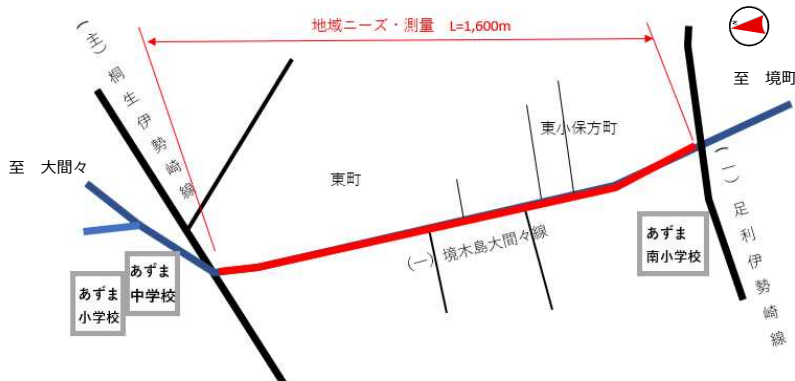 地域ニーズ・測量 L=1,600m
N
(主)桐生伊勢崎線
至 境町
東小保方町
至 大間々
東町
(一)足利伊勢崎線
あずま
南小学校
(一)境木島大間々線
あずま
中学校
あずま
小学校